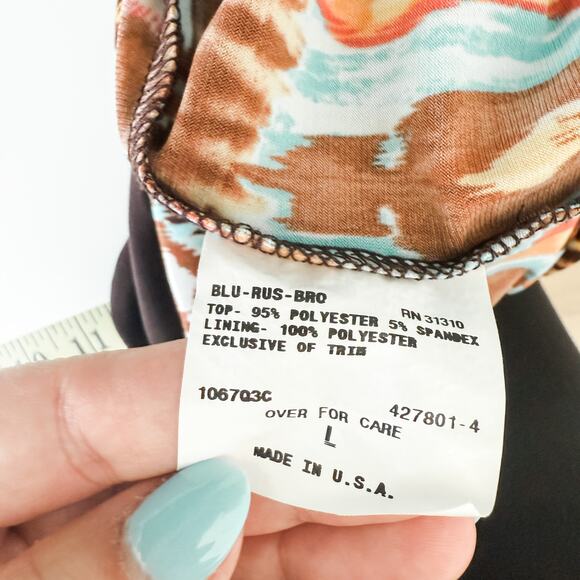 BLU-RUS-BRO
RN 31310
TOP- 95% POLYESTER 5% SPANDEX
LINING- 100% POLYESTER
EXCLUSIVE OF TRIM
106703C 427801-4
OVER FOR CARE
L
MADE IN U.S.A.
11